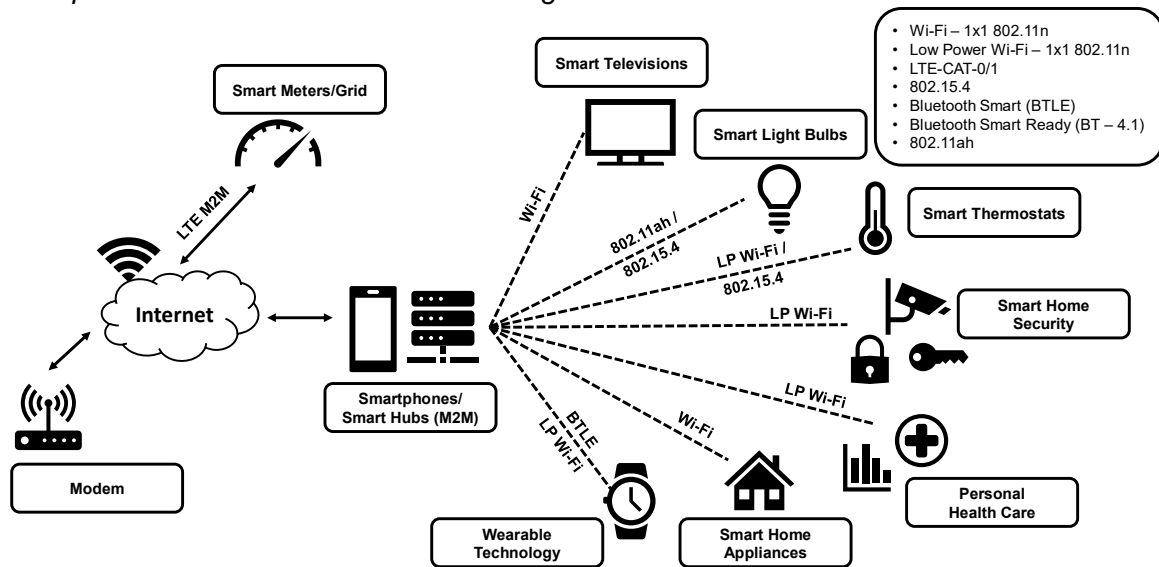 • Wi-Fi – 1x1 802.11n
• Low Power Wi-Fi – 1x1 802.11n
• LTE-CAT-0/1
• 802.15.4
• Bluetooth Smart (BTLE)
• Bluetooth Smart Ready (BT – 4.1)
• 802.11ah
Smart Televisions
Smart Meters/Grid
Smart Light Bulbs
LTE M2M
Wi-Fi
802.11ah /
802.15.4
LP Wi-Fi /
802.15.4
Smart Thermostats
Internet
LP Wi-Fi
Smart Home
Security
Smartphones/
Smart Hubs (M2M)
LP Wi-Fi
Wi-Fi
BTLE
LP Wi-Fi
Modem
Personal
Health Care
Wearable
Technology
Smart Home
Appliances